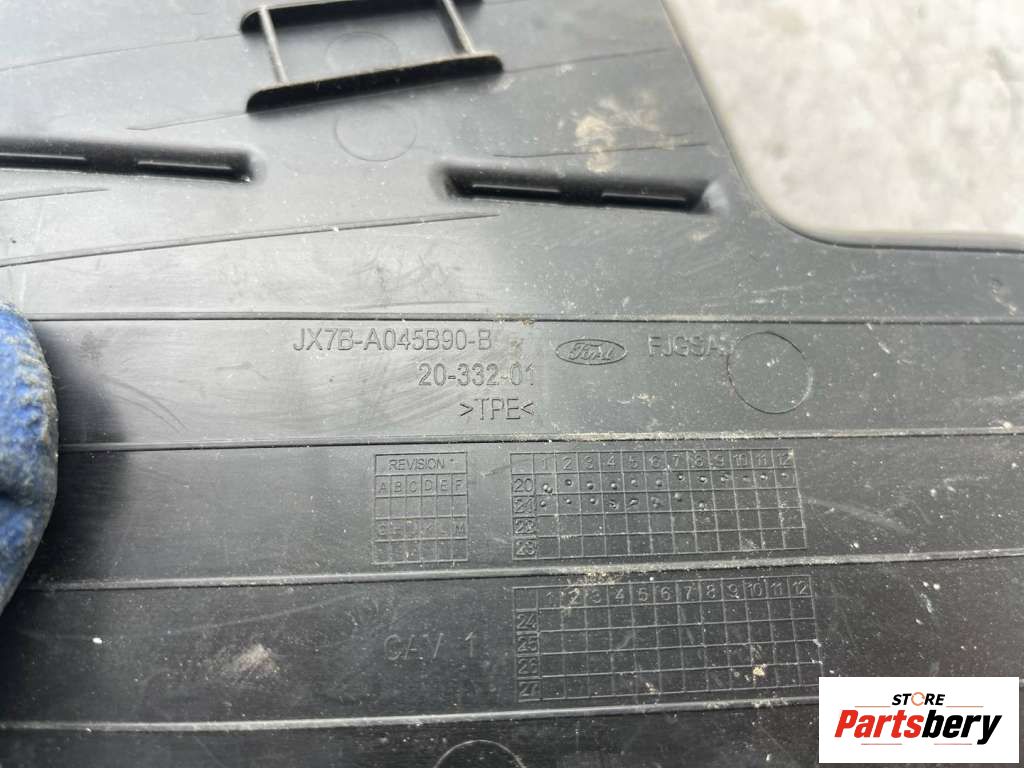 JX7B-A045B90-B Ford
20-332-01
>TPE<
REVISION
A B C D E F
1 2 3 4 5 6 7 8 9 10 11 12
20
21
22
23
1 2 3 4 5 6 7 8 9 10 11 12
24
25
26
27
CAV 1
STORE
Partsbery